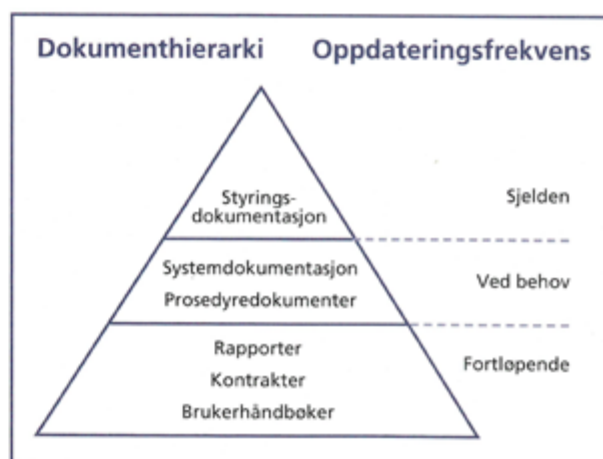 Dokumenthierarki Oppdateringsfrekvens
Styrings-
dokumentasjon
Sjelden
Systemdokumentasjon
Prosedyredokumenter
Ved behov
Rapporter
Kontrakter
Brukerhåndbøker
Fortløpende